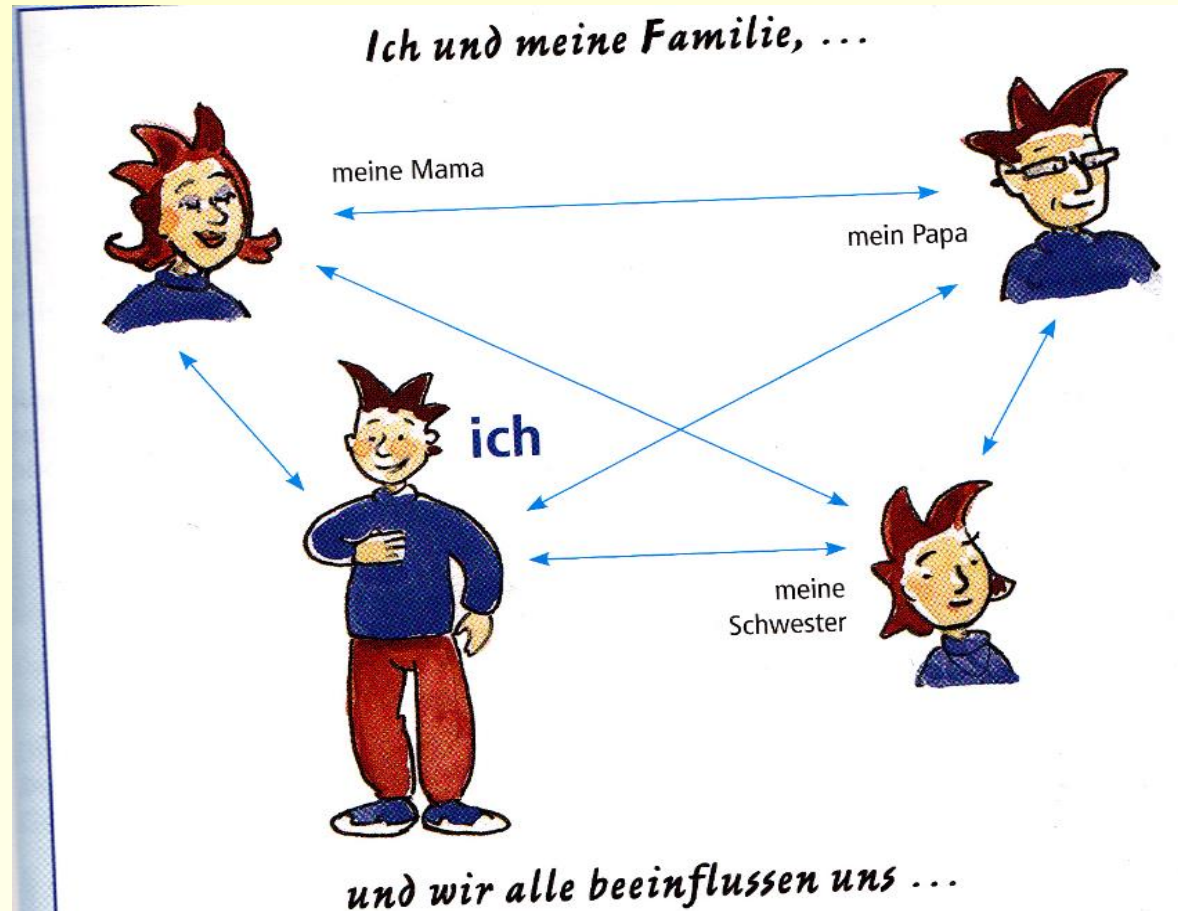 Ich und meine Familie, ...
meine Mama
mein Papa
ich
meine
Schwester
und wir alle beeinflussen uns ...